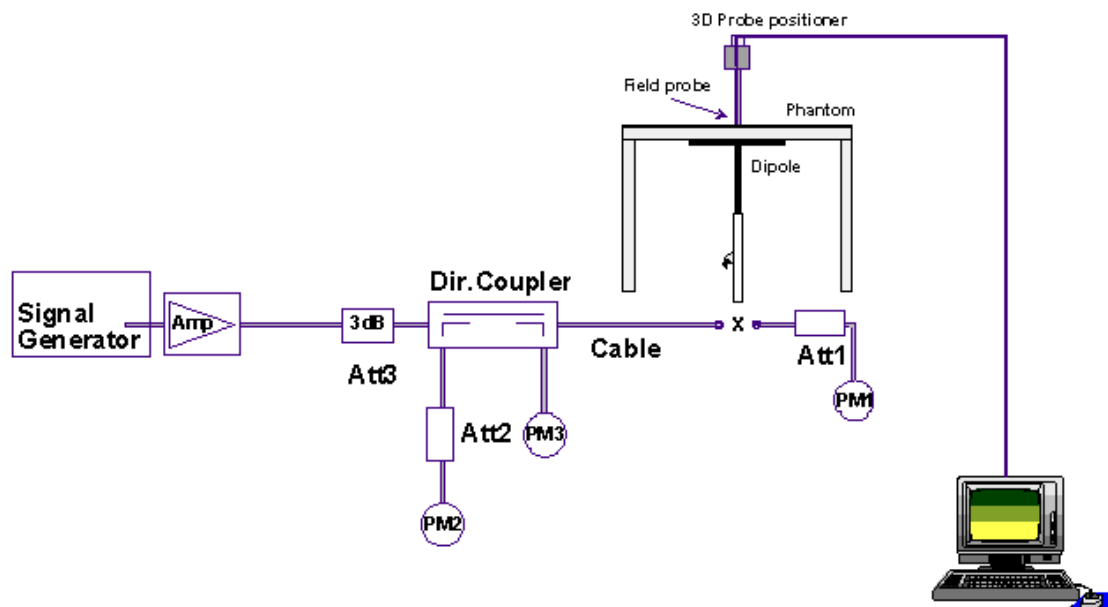 3D Probe positioner
Field probe
Phantom
Dipole
Dir.Coupler
Signal
Generator
Amp
3dB
Cable
x
Att3
Att1
PM1
Att2
PM3
PM2